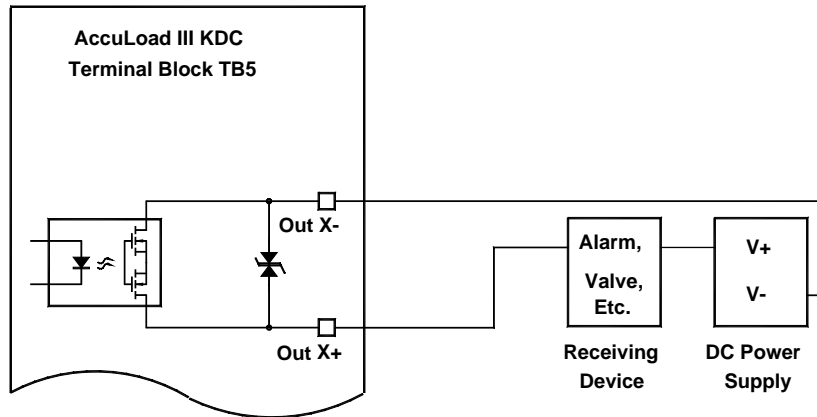 AccuLoad III KDC
Terminal Block TB5
Out X-
Out X+
Alarm,
Valve,
Etc.
V+
V-
Receiving
Device
DC Power
Supply